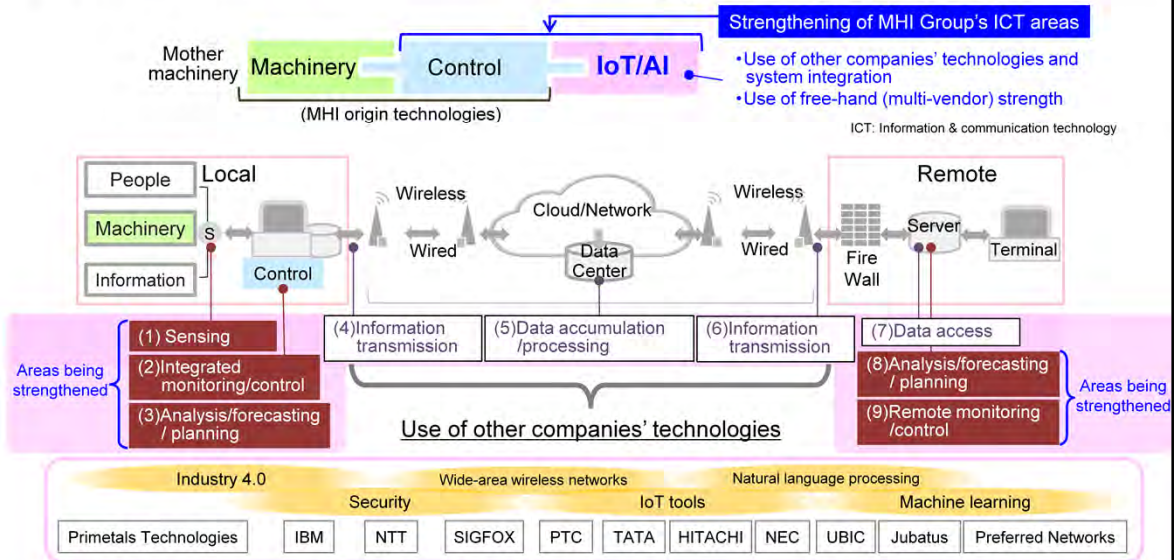 Strengthening of MHI Group's ICT areas
Mother
machinery
Machinery
Control
IoT/AI
•Use of other companies' technologies and
system integration
•Use of free-hand (multi-vendor) strength
(MHI origin technologies)
ICT: Information & communication technology
Local
Remote
People
Machinery
Information
S
Control
Wireless
Wired
Cloud/Network
Data
Center
Wireless
Wired
Fire
Wall
Server
Terminal
Areas being
strengthened
(1) Sensing
(2)Integrated
monitoring/control
(3)Analysis/forecasting
/ planning
(4)Information
transmission
(5)Data accumulation
/processing
(6)Information
transmission
(7)Data access
(8)Analysis/forecasting
/ planning
(9)Remote monitoring
/control
Areas being
strengthened
Use of other companies' technologies
Industry 4.0
Wide-area wireless networks
Natural language processing
Security
IoT tools
Machine learning
Primetals Technologies
IBM
NTT
SIGFOX
PTC
TATA
HITACHI
NEC
UBIC
Jubatus
Preferred Networks